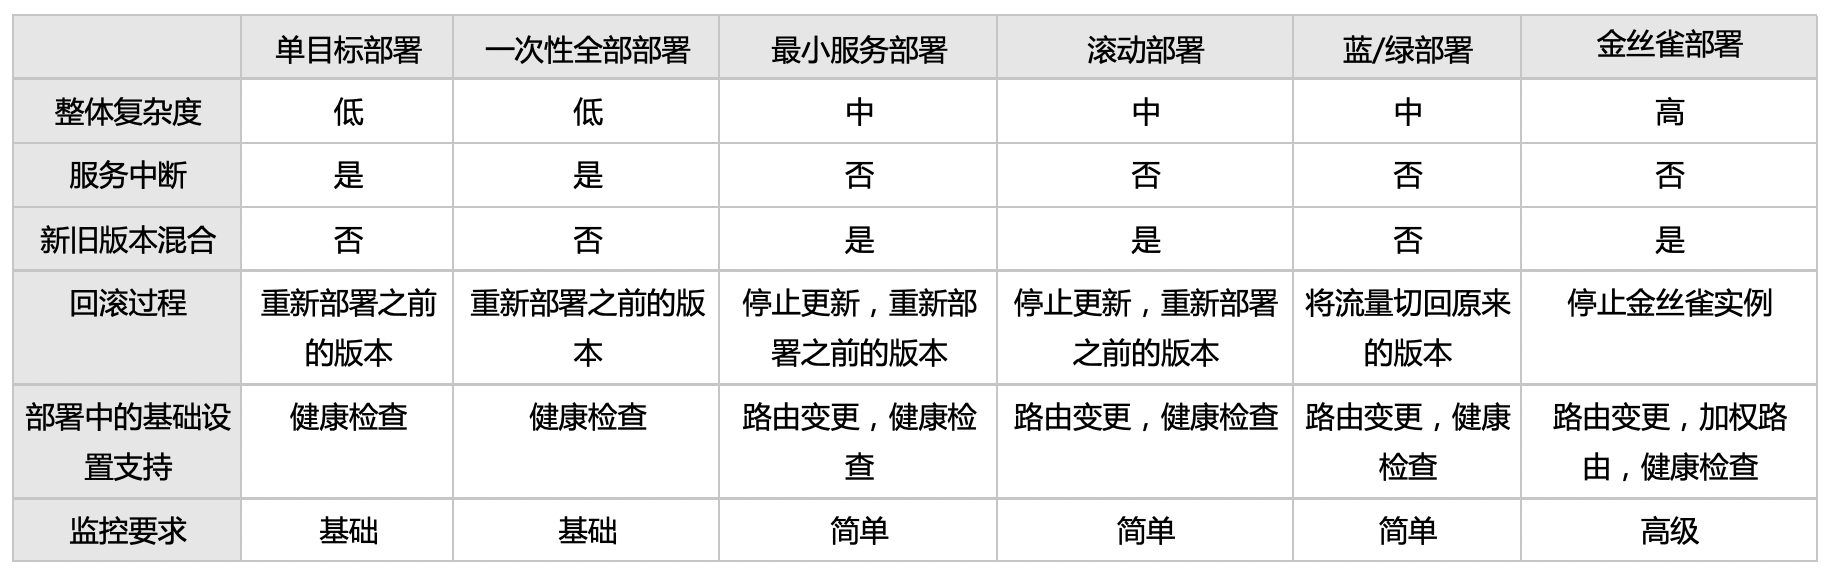 单目标部署 一次性全部部署 最小服务部署 滚动部署 蓝/绿部署 金丝雀部署
整体复杂度 低 低 中 中 中 高
服务中断 是 是 否 否 否 否
新旧版本混合 否 否 是 是 否 是
回滚过程 重新部署之前 重新部署之前的版 停止更新，重新部 停止更新，重新部署 将流量切回原来 停止金丝雀实例
的版本 本 署之前的版本 之前的版本 的版本
部署中的基础设 健康检查 健康检查 路由变更，健康检 路由变更，健康检查 路由变更，健康 路由变更，加权路
置支持 查 检查 由，健康检查
监控要求 基础 基础 简单 简单 简单 高级